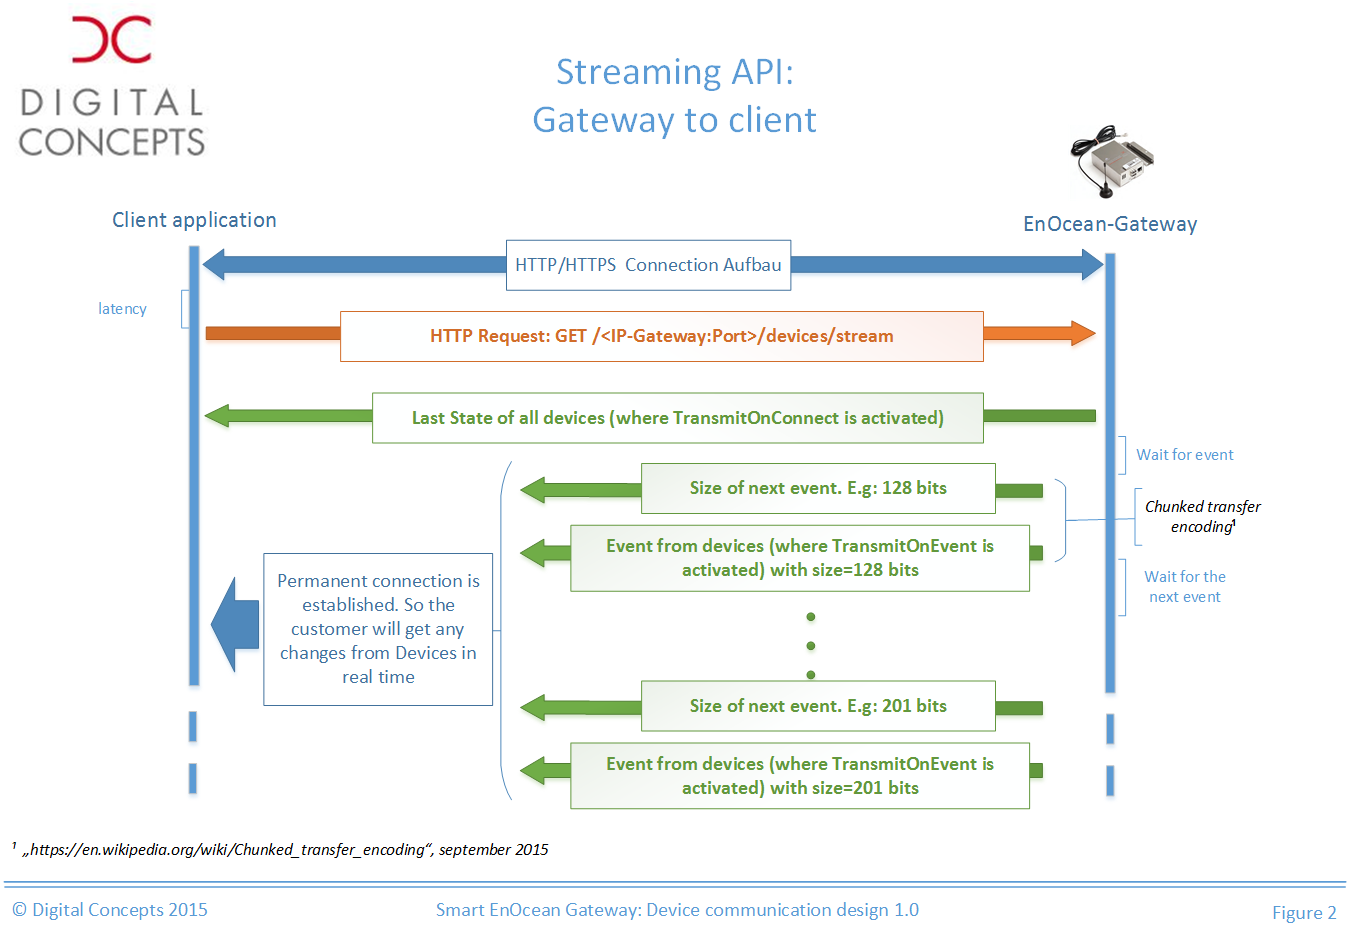 DIGITAL
CONCEPTS
Streaming API:
Gateway to client
Client application
EnOcean-Gateway
HTTP/HTTPS Connection Aufbau
latency
HTTP Request: GET /<IP-Gateway:Port>/devices/stream
Last State of all devices (where TransmitOnConnect is activated)
Wait for event
Size of next event. E.g: 128 bits
Chunked transfer
encoding¹
Event from devices (where TransmitOnEvent is
activated) with size=128 bits
Wait for the
next event
Permanent connection is
established. So the
customer will get any
changes from Devices in
real time
Size of next event. E.g: 201 bits
Event from devices (where TransmitOnEvent is
activated) with size=201 bits
¹ „https://en.wikipedia.org/wiki/Chunked_transfer_encoding“, september 2015
© Digital Concepts 2015
Smart EnOcean Gateway: Device communication design 1.0
Figure 2